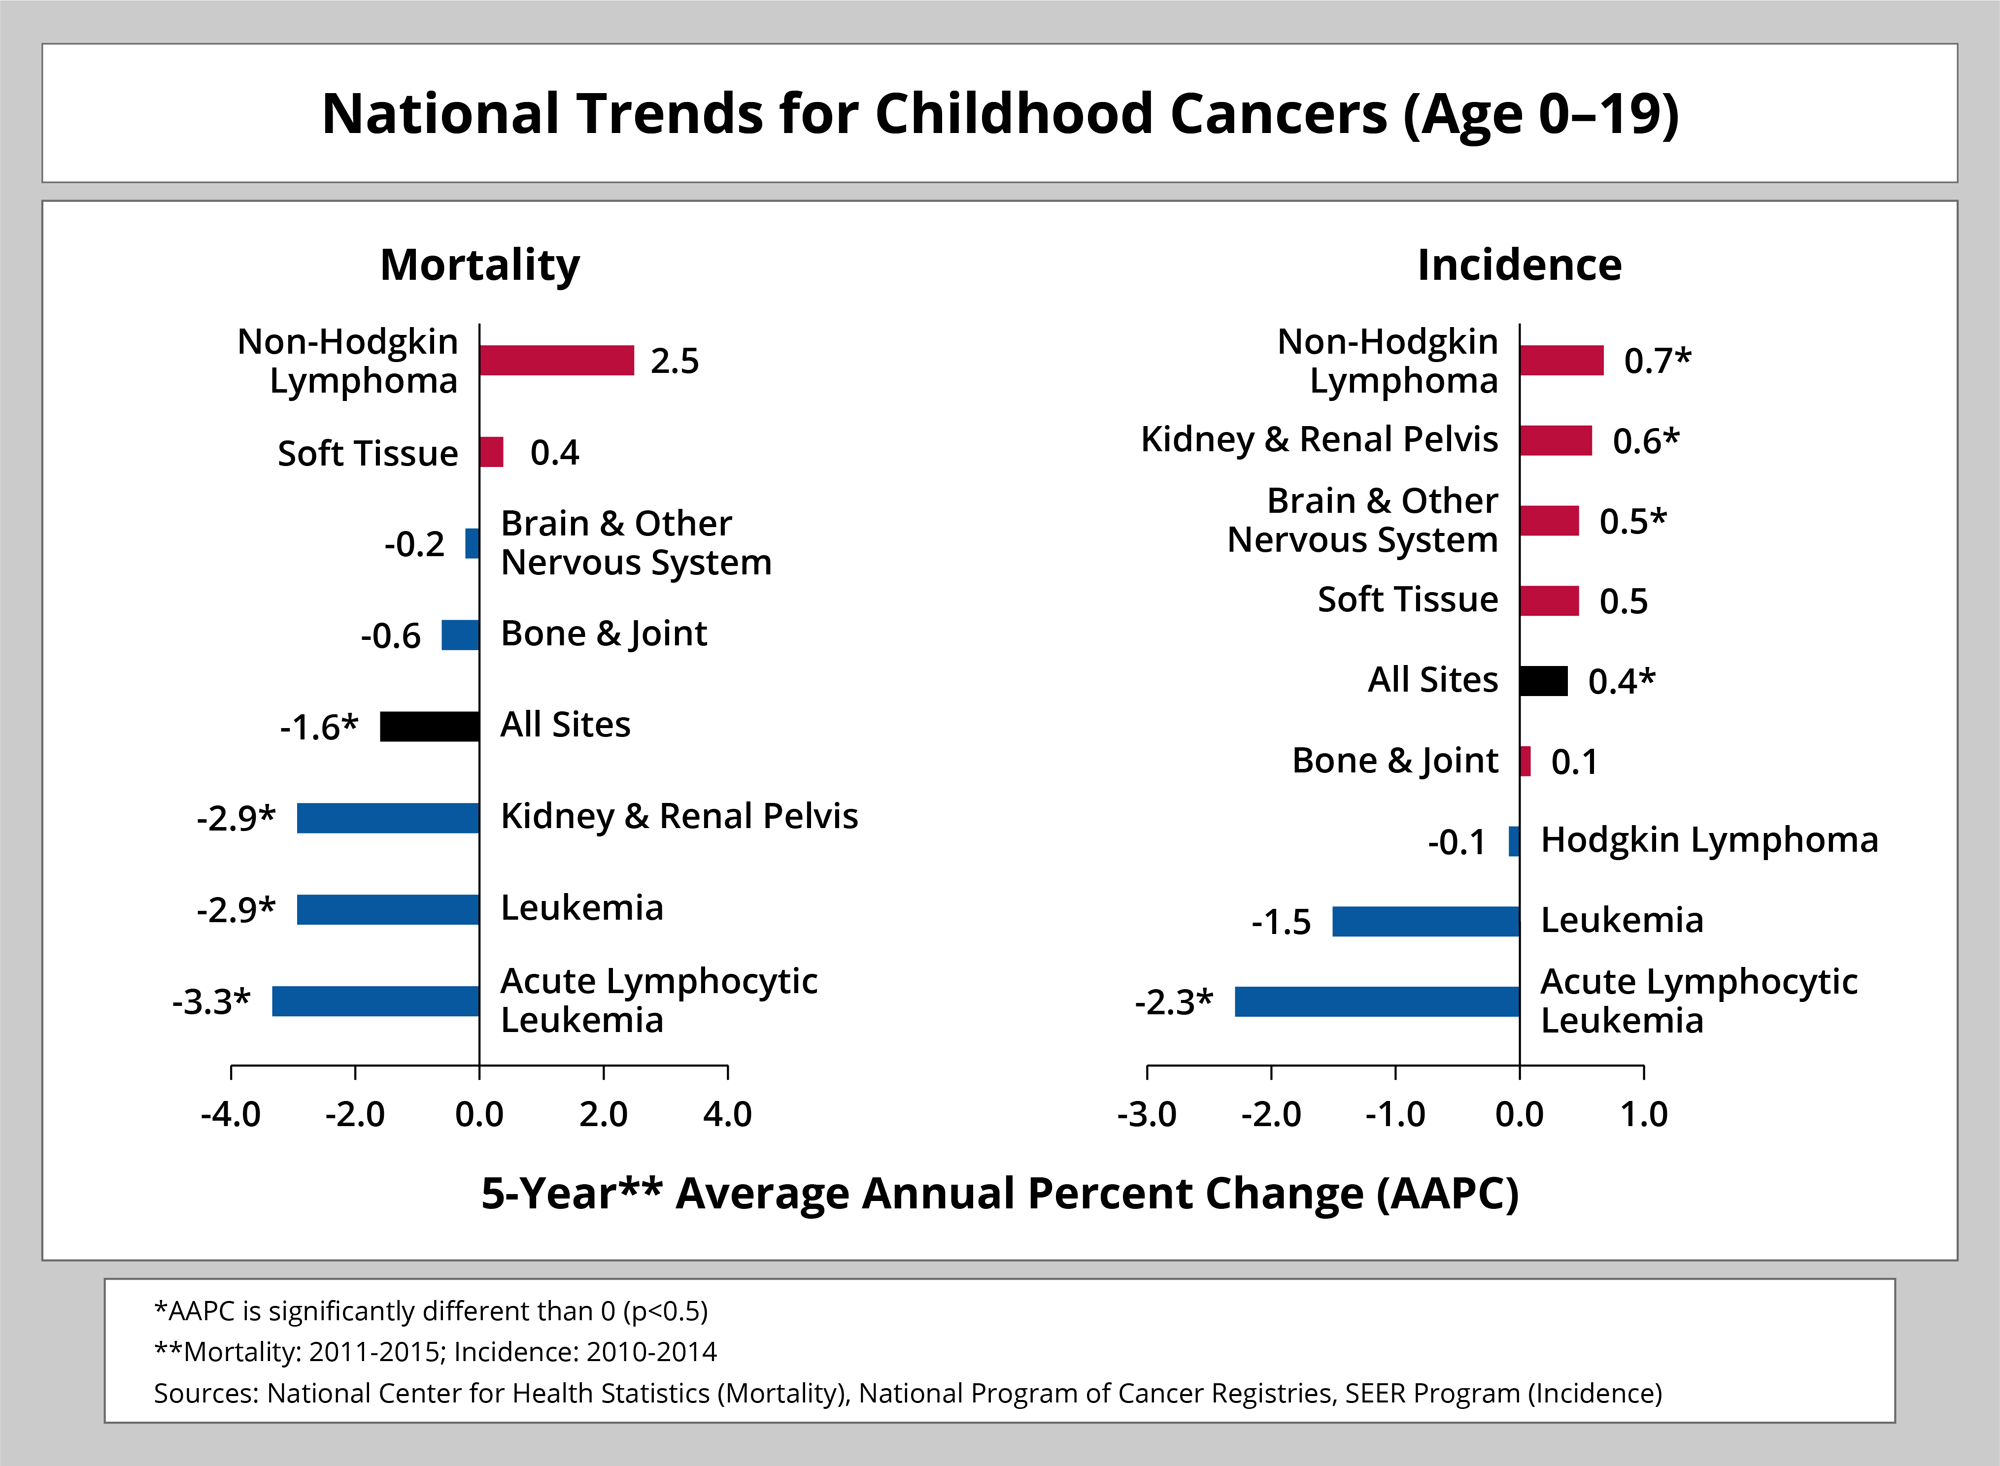 National Trends for Childhood Cancers (Age 0–19)
Mortality
Non-Hodgkin
Lymphoma
2.5
Soft Tissue
0.4
-0.2
Brain & Other
Nervous System
-0.6
Bone & Joint
-1.6*
All Sites
-2.9*
Kidney & Renal Pelvis
-2.9*
Leukemia
-3.3*
Acute Lymphocytic
Leukemia
-4.0 -2.0 0.0 2.0 4.0
Incidence
Non-Hodgkin
Lymphoma
0.7*
Kidney & Renal Pelvis
0.6*
Brain & Other
Nervous System
0.5*
Soft Tissue
0.5
All Sites
0.4*
Bone & Joint
0.1
-0.1
Hodgkin Lymphoma
-1.5
Leukemia
-2.3*
Acute Lymphocytic
Leukemia
-3.0 -2.0 -1.0 0.0 1.0
5-Year** Average Annual Percent Change (AAPC)
*AAPC is significantly different than 0 (p<0.5)
**Mortality: 2011-2015; Incidence: 2010-2014
Sources: National Center for Health Statistics (Mortality), National Program of Cancer Registries, SEER Program (Incidence)